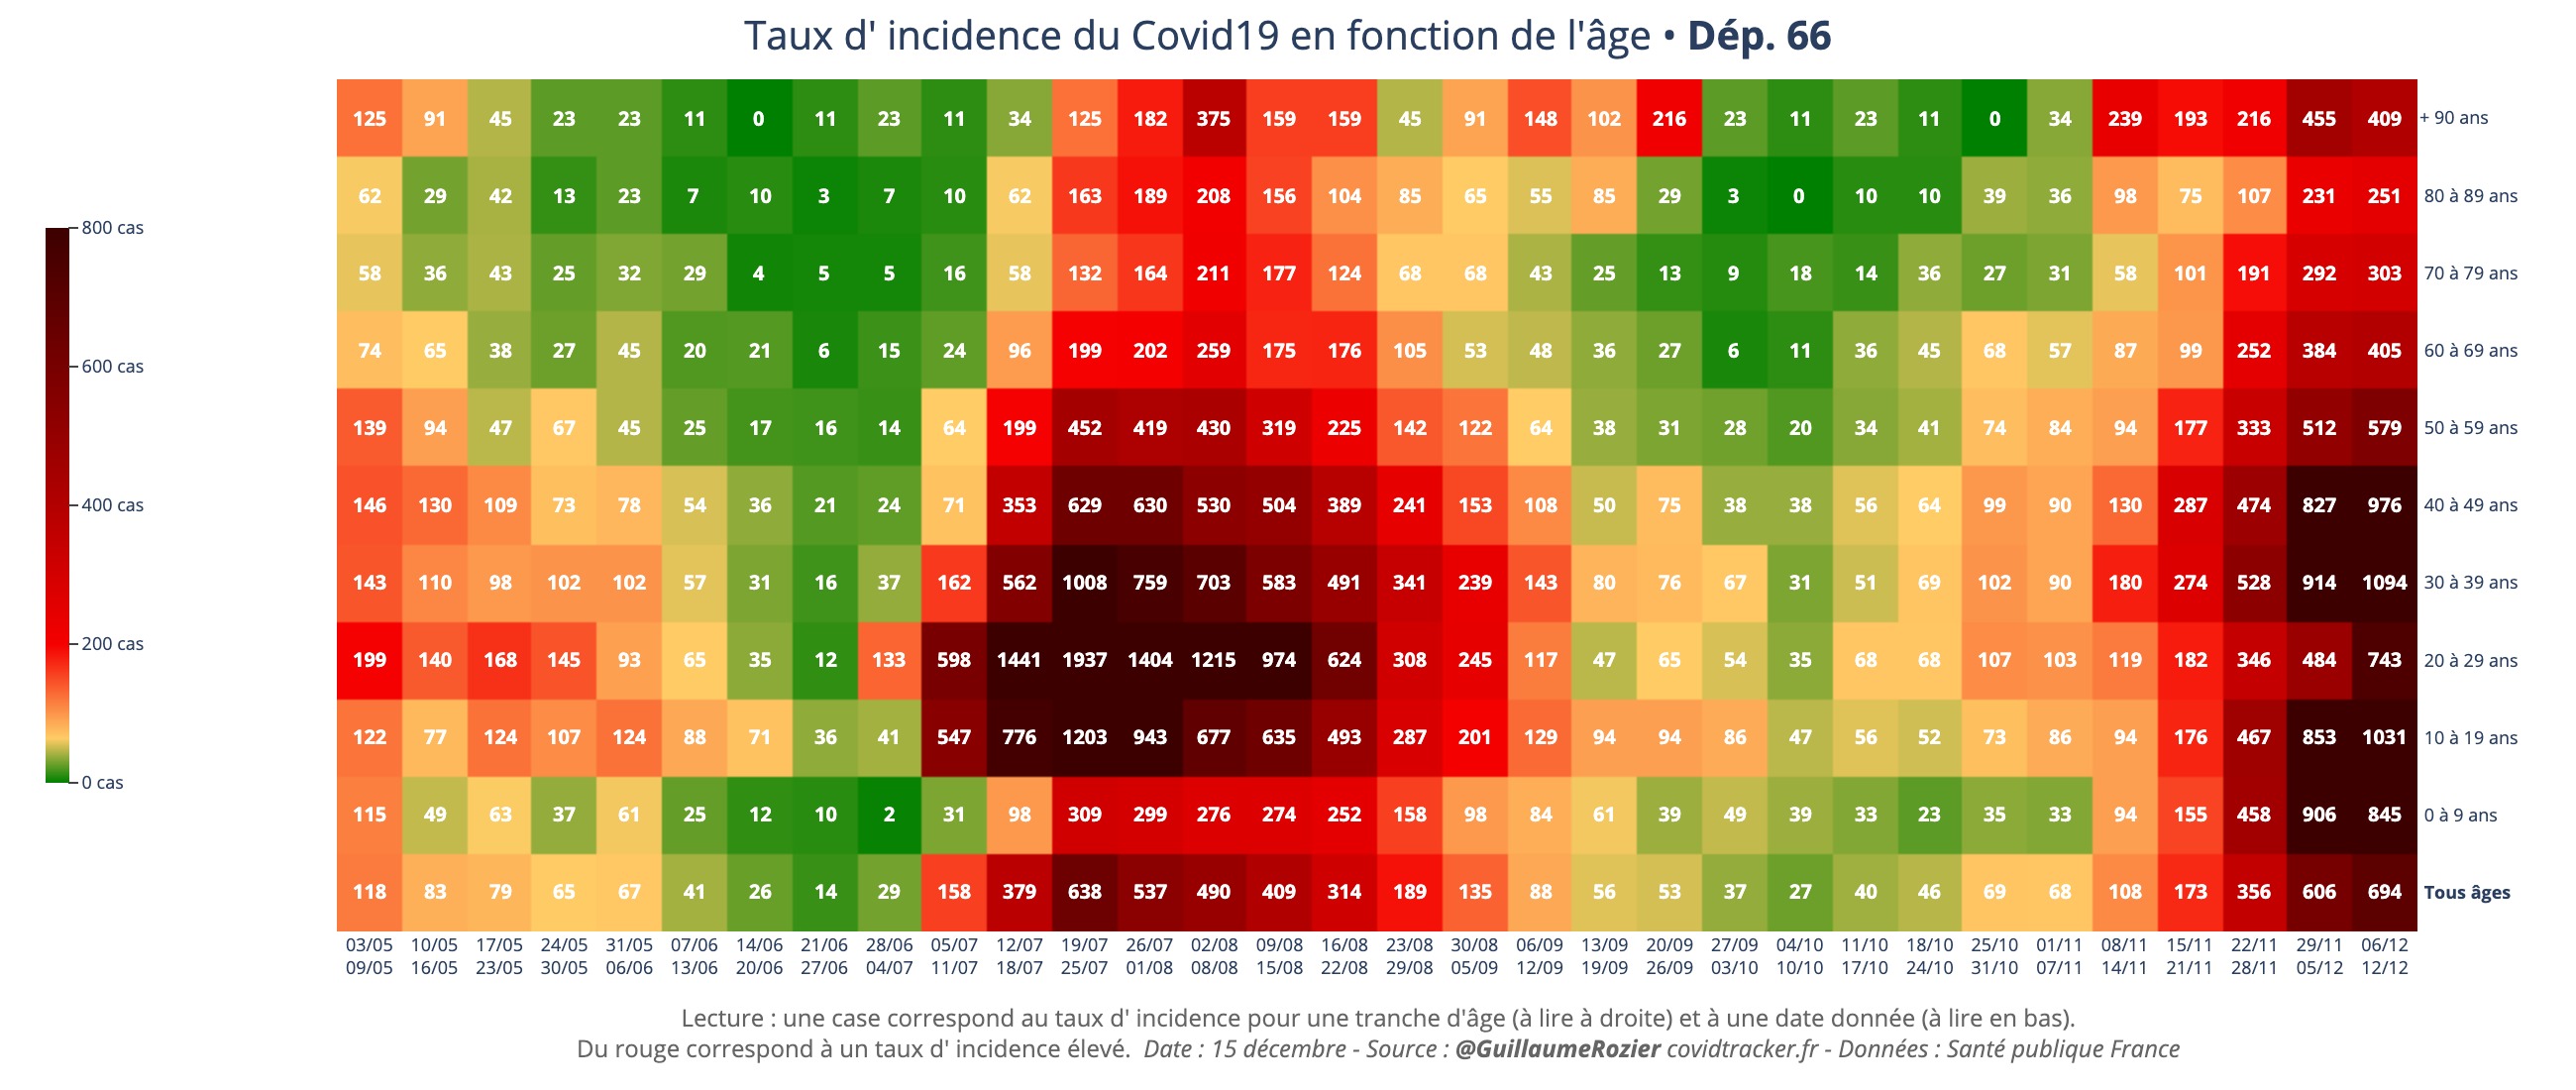 Taux d' incidence du Covid19 en fonction de l'âge • Dép. 66
800 cas
600 cas
400 cas
200 cas
0 cas
125 91 45 23 23 11 0 11 23 11 34 125 182 375 159 159 45 91 148 102 216 23 11 23 11 0 34 239 193 216 455 409 + 90 ans
62 29 42 13 23 7 10 3 7 10 62 163 189 208 156 104 85 65 55 85 29 3 0 10 10 39 36 98 75 107 231 251 80 à 89 ans
58 36 43 25 32 29 4 5 5 16 58 132 164 211 177 124 68 68 43 25 13 9 18 14 36 27 31 58 101 191 292 303 70 à 79 ans
74 65 38 27 45 20 21 6 15 24 96 199 202 259 175 176 105 53 48 36 27 6 11 36 45 68 57 87 99 252 384 405 60 à 69 ans
139 94 47 67 45 25 17 16 14 64 199 452 419 430 319 225 142 122 64 38 31 28 20 34 41 74 84 94 177 333 512 579 50 à 59 ans
146 130 109 73 78 54 36 21 24 71 353 629 630 530 504 389 241 153 108 50 75 38 38 56 64 99 90 130 287 474 827 976 40 à 49 ans
143 110 98 102 102 57 31 16 37 162 562 1008 759 703 583 491 341 239 143 80 76 67 31 51 69 102 90 180 274 528 914 1094 30 à 39 ans
199 140 168 145 93 65 35 12 133 598 1441 1937 1404 1215 974 624 308 245 117 47 65 54 35 68 68 107 103 119 182 346 484 743 20 à 29 ans
122 77 124 107 124 88 71 36 41 547 776 1203 943 677 635 493 287 201 129 94 94 86 47 56 52 73 86 94 176 467 853 1031 10 à 19 ans
115 49 63 37 61 25 12 10 2 31 98 309 299 276 274 252 158 98 84 61 39 49 39 33 23 35 33 94 155 458 906 845 0 à 9 ans
118 83 79 65 67 41 26 14 29 158 379 638 537 490 409 314 189 135 88 56 53 37 27 40 46 69 68 108 173 356 606 694 Tous âges
03/05 10/05 17/05 24/05 31/05 07/06 14/06 21/06 28/06 05/07 12/07 19/07 26/07 02/08 09/08 16/08 23/08 30/08 06/09 13/09 20/09 27/09 04/10 11/10 18/10 25/10 01/11 08/11 15/11 22/11 29/11 06/12
09/05 16/05 23/05 30/05 06/06 13/06 20/06 27/06 04/07 11/07 18/07 25/07 01/08 08/08 15/08 22/08 29/08 05/09 12/09 19/09 26/09 03/10 10/10 17/10 24/10 31/10 07/11 14/11 21/11 28/11 05/12 12/12
Lecture : une case correspond au taux d' incidence pour une tranche d'âge (à lire à droite) et à une date donnée (à lire en bas).
Du rouge correspond à un taux d' incidence élevé. Date : 15 décembre - Source : @GuillaumeRozier covidtracker.fr - Données : Santé publique France